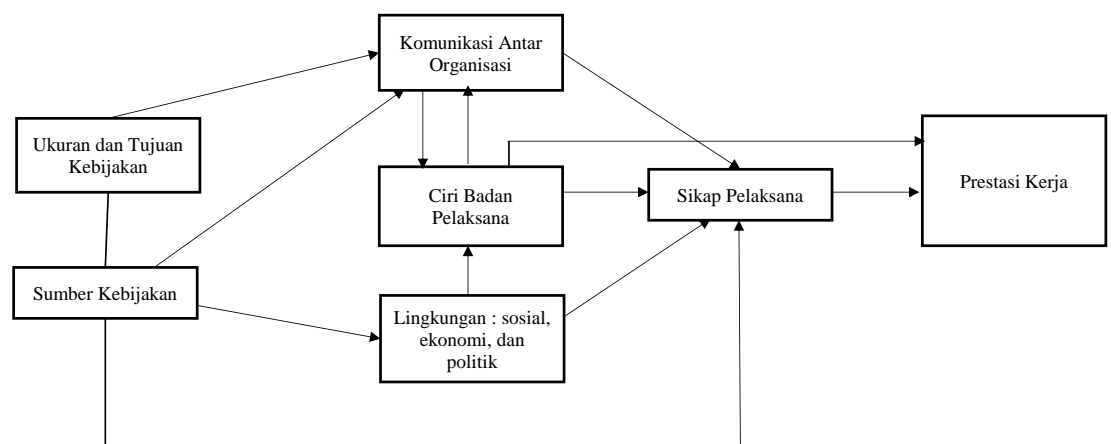 Komunikasi Antar
Organisasi
Ukuran dan Tujuan
Kebijakan
Ciri Badan
Pelaksana
Sikap Pelaksana
Prestasi Kerja
Sumber Kebijakan
Lingkungan : sosial,
ekonomi, dan
politik